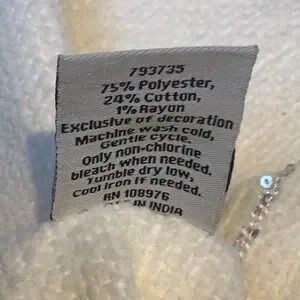 793735
75% Polyester,
24% Cotton,
1% Rayon
Exclusive of decoration
Machine wash cold,
Gentle cycle.
Only non-chlorine
bleach when needed.
Tumble dry low,
Cool iron if needed.
RN 108976
IN INDIA